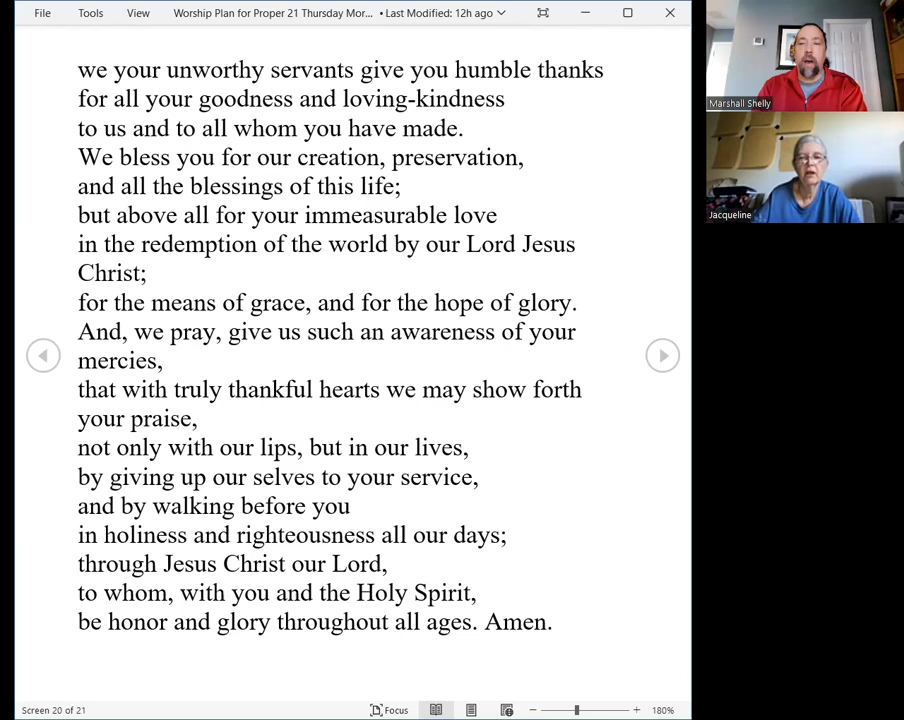 File Tools View Worship Plan for Proper 21 Thursday Mor... • Last Modified: 12h ago
we your unworthy servants give you humble thanks
for all your goodness and loving-kindness
to us and to all whom you have made.
We bless you for our creation, preservation,
and all the blessings of this life;
but above all for your immeasurable love
in the redemption of the world by our Lord Jesus
Christ;
for the means of grace, and for the hope of glory.
And, we pray, give us such an awareness of your
mercies,
that with truly thankful hearts we may show forth
your praise,
not only with our lips, but in our lives,
by giving up our selves to your service,
and by walking before you
in holiness and righteousness all our days;
through Jesus Christ our Lord,
to whom, with you and the Holy Spirit,
be honor and glory throughout all ages. Amen.
Screen 20 of 21 Focus 180%
Marshall Shelly
Jacqueline